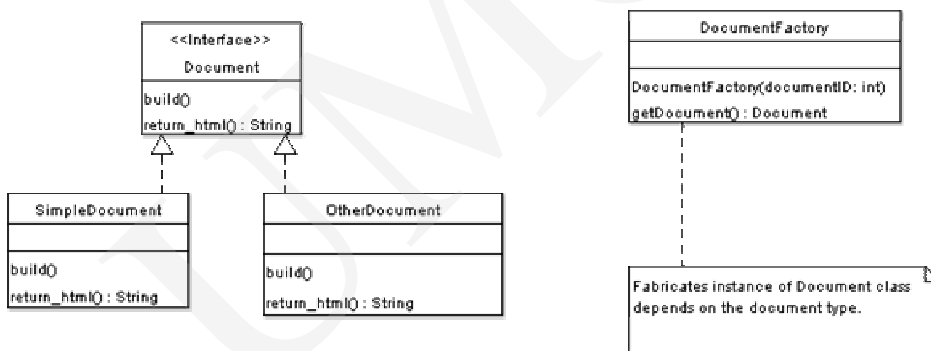 <<Interface>>
Document
build()
return_html() : String
SimpleDocument
build()
return_html() : String
OtherDocument
build()
return_html() : String
DocumentFactory
DocumentFactory(documentID: int)
getDocument() : Document
Fabricates instance of Document class
depends on the document type.